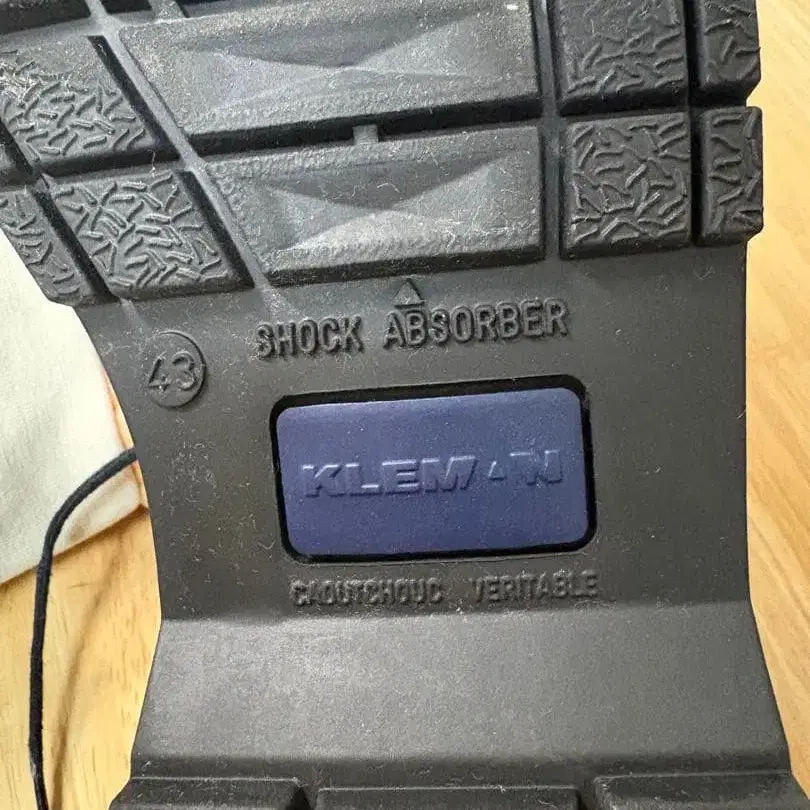 SHOCK ABSORBER
43
KLEMAN
CAOUTCHOUC VERITABLE